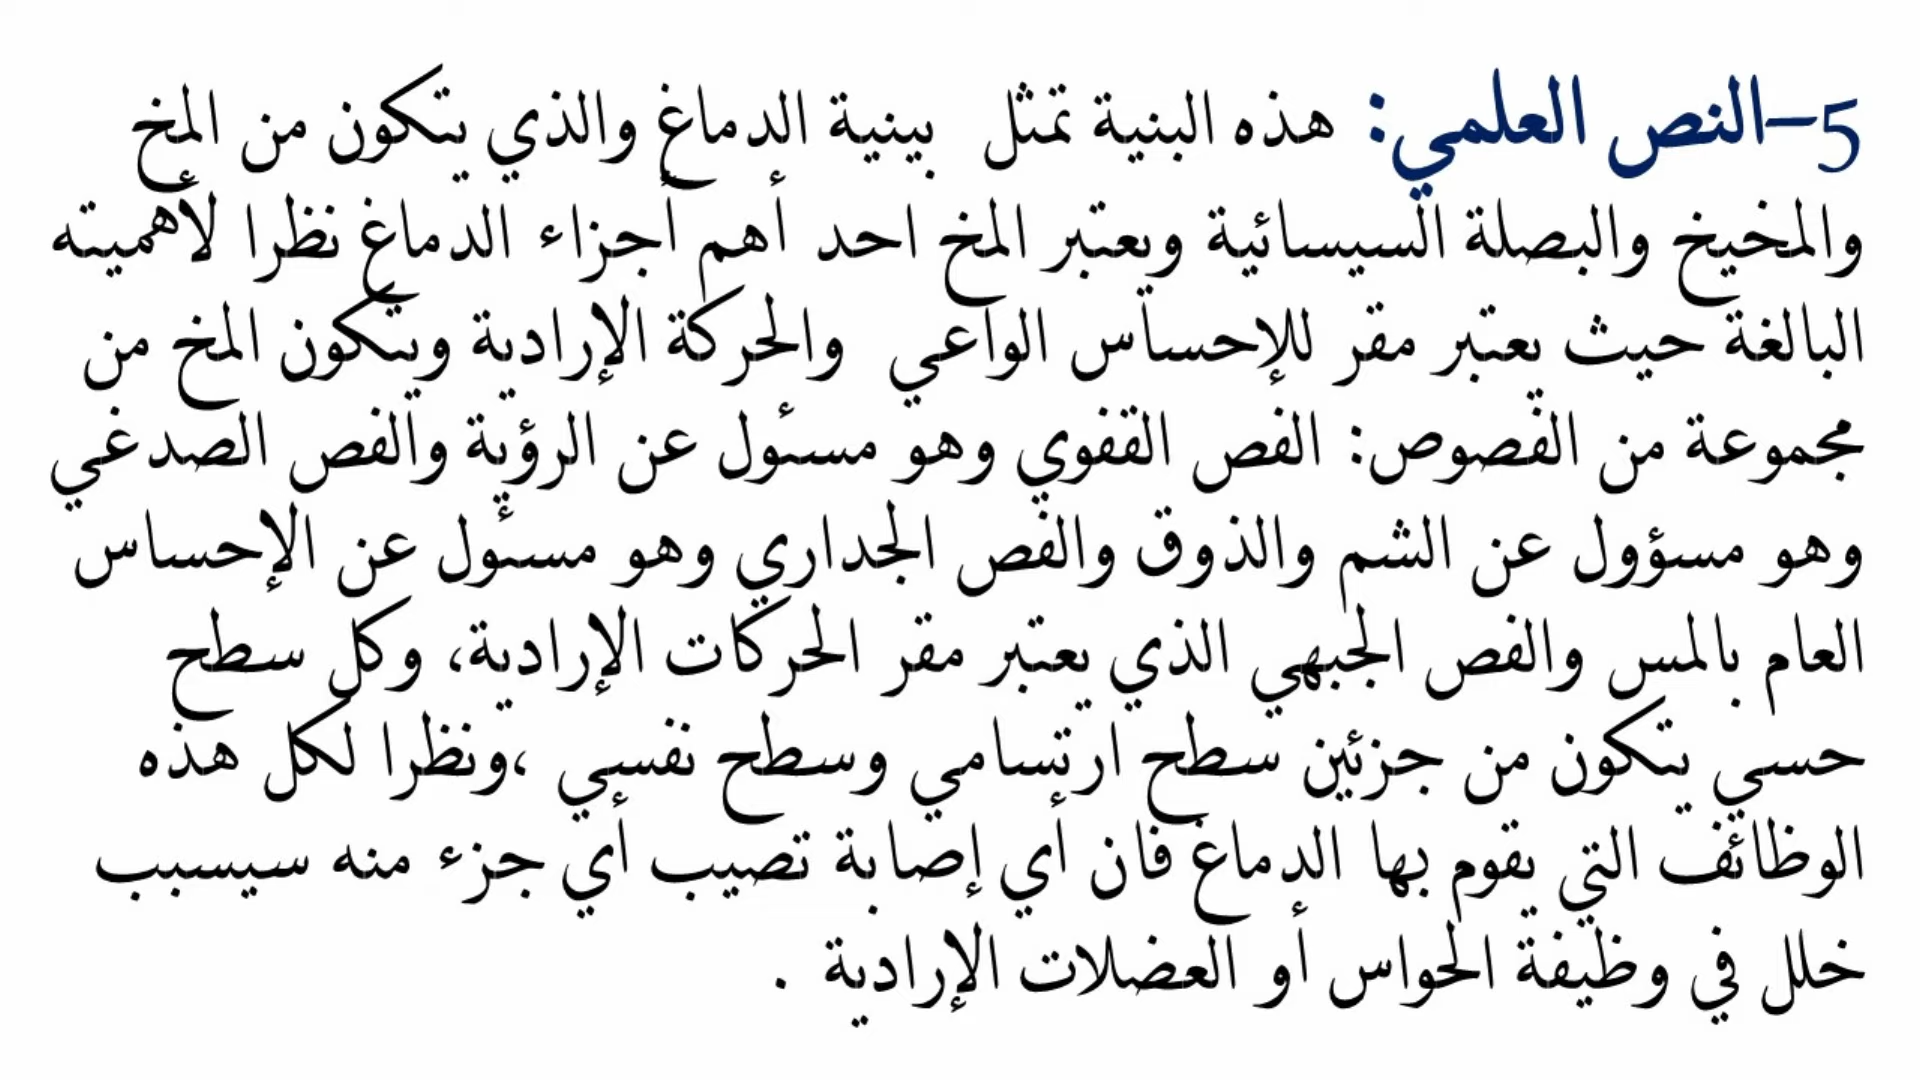 5–النص العلمي: هذه البنية تمثل بينية الدماغ والذي يتكون من المخ
والمخيخ والبصلة السيسائية ويعتبر المخ احد أهم أجزاء الدماغ نظرا لأهميته
البالغة حيث يعتبر مقر للإحساس الواعي والحركة الإرادية ويتكون المخ من
مجموعة من الفصوص: الفص القفوي وهو مسئول عن الرؤية والفص الصدغي
وهو مسؤول عن الشم والذوق والفص الجداري وهو مسئول عن الإحساس
العام بالمس والفص الجبهي الذي يعتبر مقر الحركات الإرادية، وكل سطح
حسي يتكون من جزئين سطح ارتسامي وسطح نفسي ،ونظرا لكل هذه
الوظائف التي يقوم بها الدماغ فان أي إصابة تصيب أي جزء منه سيسبب
خلل في وظيفة الحواس أو العضلات الإرادية .